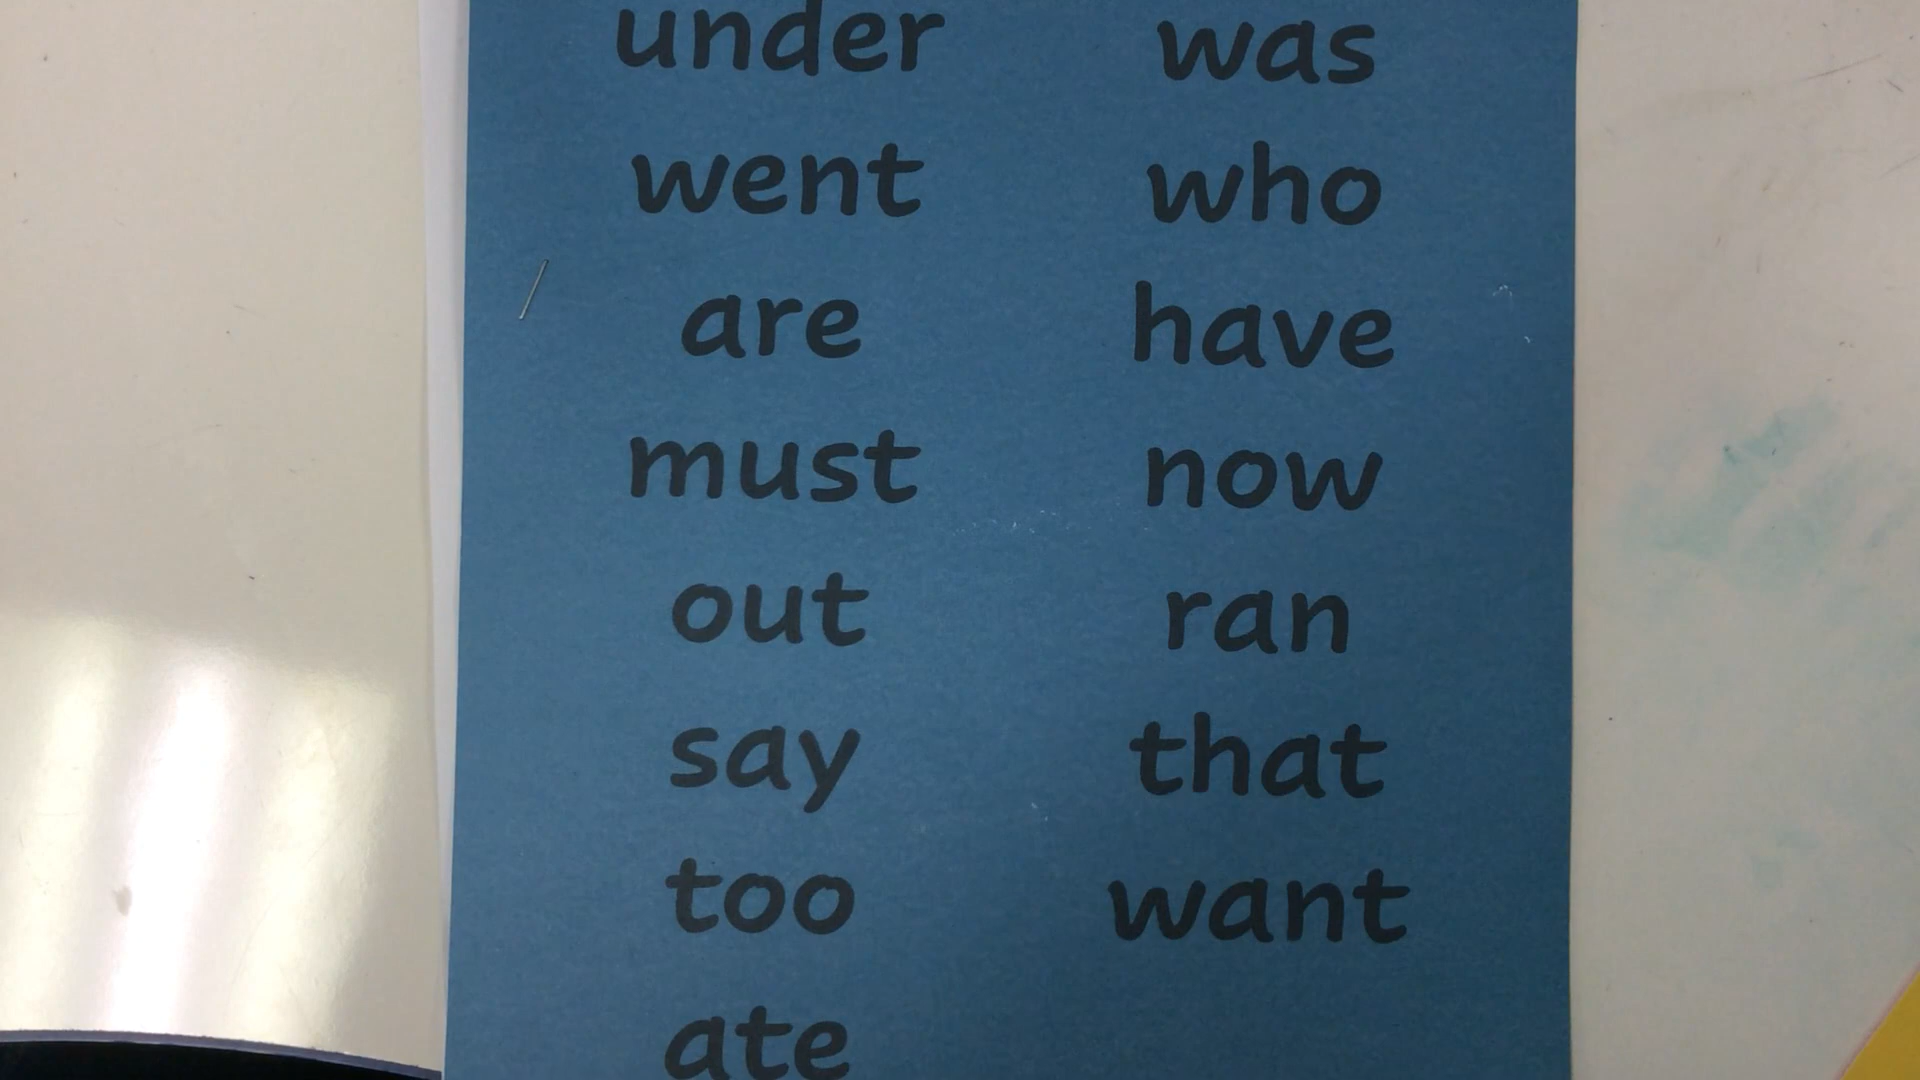 under was
went who
are have
must now
out ran
say that
too want
ate